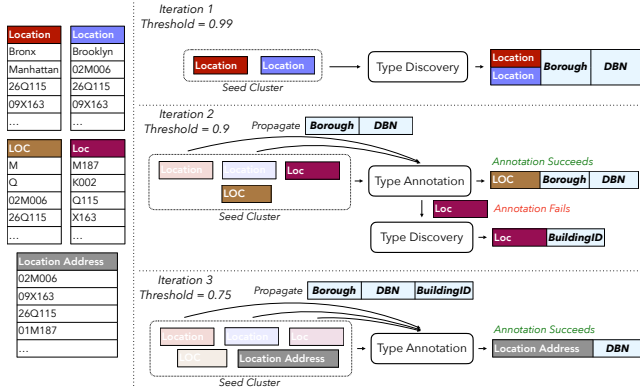 Location
Bronx
Manhattan
26Q115
09X163
...
Location
Brooklyn
02M006
26Q115
09X163
...
LOC
M
Q
02M006
26Q115
...
Loc
M187
K002
Q115
X163
...
Location Address
02M006
09X163
26Q115
01M187
...
Iteration 1
Threshold = 0.99
Location
Location
Seed Cluster
Type Discovery
Location
Location
Borough
DBN
Iteration 2
Threshold = 0.9
Propagate
Borough
DBN
Location
Location
Loc
LOC
Seed Cluster
Type Annotation
Annotation Succeeds
LOC
Borough
DBN
Loc
Annotation Fails
Type Discovery
Loc
BuildingID
Iteration 3
Threshold = 0.75
Propagate
Borough
DBN
BuildingID
Location
Location
Loc
LOC
Location Address
Seed Cluster
Type Annotation
Annotation Succeeds
Location Address
DBN